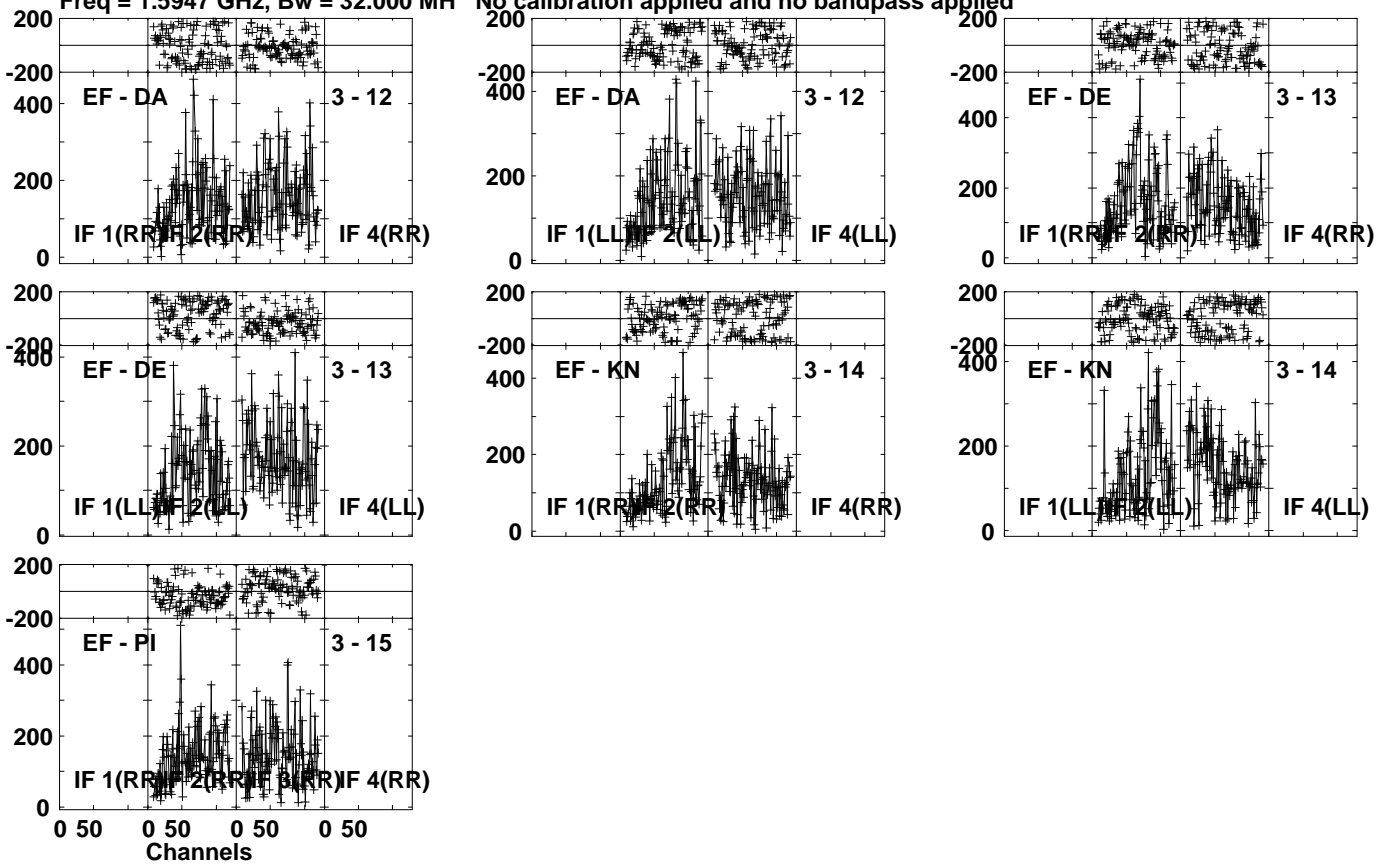 Freq = 1.5947 GHz, Bw = 32.000 MH No calibration applied and no bandpass applied
200
-200
400
200
0
EF - DA
3 - 12
IF 1(RR)
IF 2(RR)
IF 4(RR)
200
-200
400
200
0
EF - DA
3 - 12
IF 1(LL)
IF 2(LL)
IF 4(LL)
200
-200
400
200
0
EF - DE
3 - 13
IF 1(RR)
IF 2(RR)
IF 4(RR)
200
-200
400
200
0
EF - DE
3 - 13
IF 1(LL)
IF 2(LL)
IF 4(LL)
200
-200
400
200
0
EF - KN
3 - 14
IF 1(RR)
IF 2(RR)
IF 4(RR)
200
-200
400
200
0
EF - KN
3 - 14
IF 1(LL)
IF 2(LL)
IF 4(LL)
200
-200
400
200
0
EF - PI
3 - 15
IF 1(RR)
IF 2(RR)
IF 3(RR)
IF 4(RR)
0 50 0 50 0 50 0 50
Channels